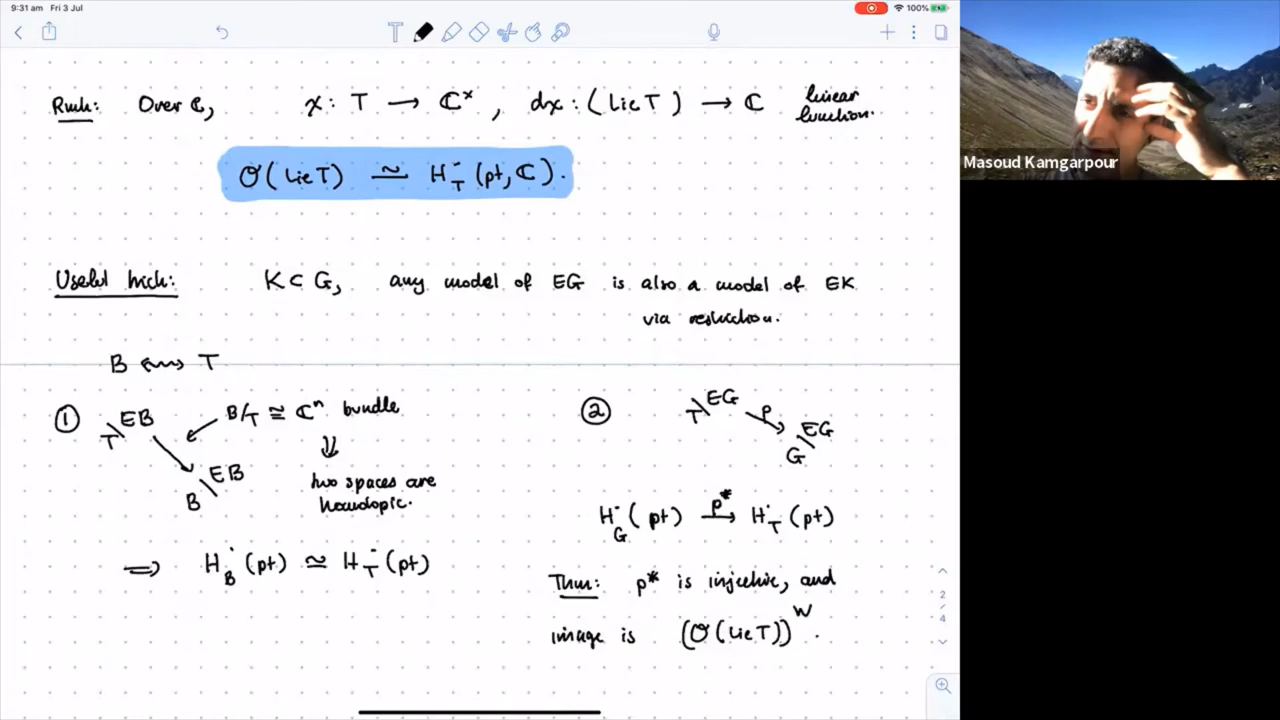 9:31 am Fri 3 Jul
100%
Rmk: Over ℂ, χ: T → ℂ^x, dχ: (Lie T) → ℂ linear function.
O(Lie T) ≃ H^•_T (pt, ℂ).
Useful trick: K ⊂ G, any model of EG is also a model of EK
via restriction.
B ⟷ T
① T\EB ← B/T ≅ ℂ^n bundle
⇓
B\EB
two spaces are
homotopic.
⟹ H^•_B (pt) ≃ H^•_T (pt)
② T\EG →^p G\EG
H^•_G (pt) →^{p*} H^•_T (pt)
Thm: p* is injective, and
image is (O(Lie T))^W.
Masoud Kamgarpour
2
/
4